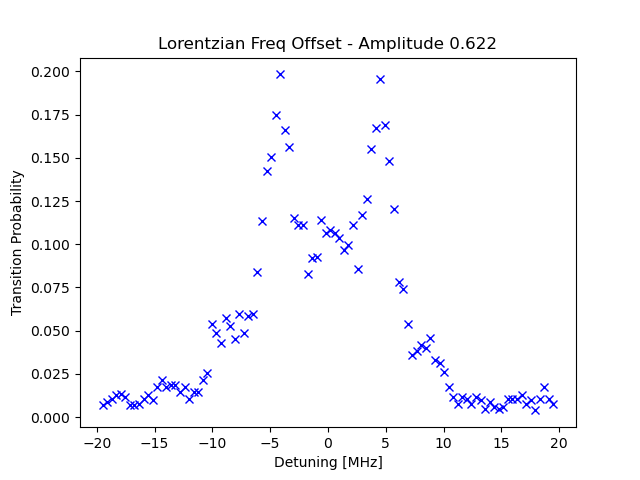 Lorentzian Freq Offset - Amplitude 0.622
0.200
0.175
0.150
0.125
0.100
0.075
0.050
0.025
0.000
Transition Probability
−20 −15 −10 −5 0 5 10 15 20
Detuning [MHz]